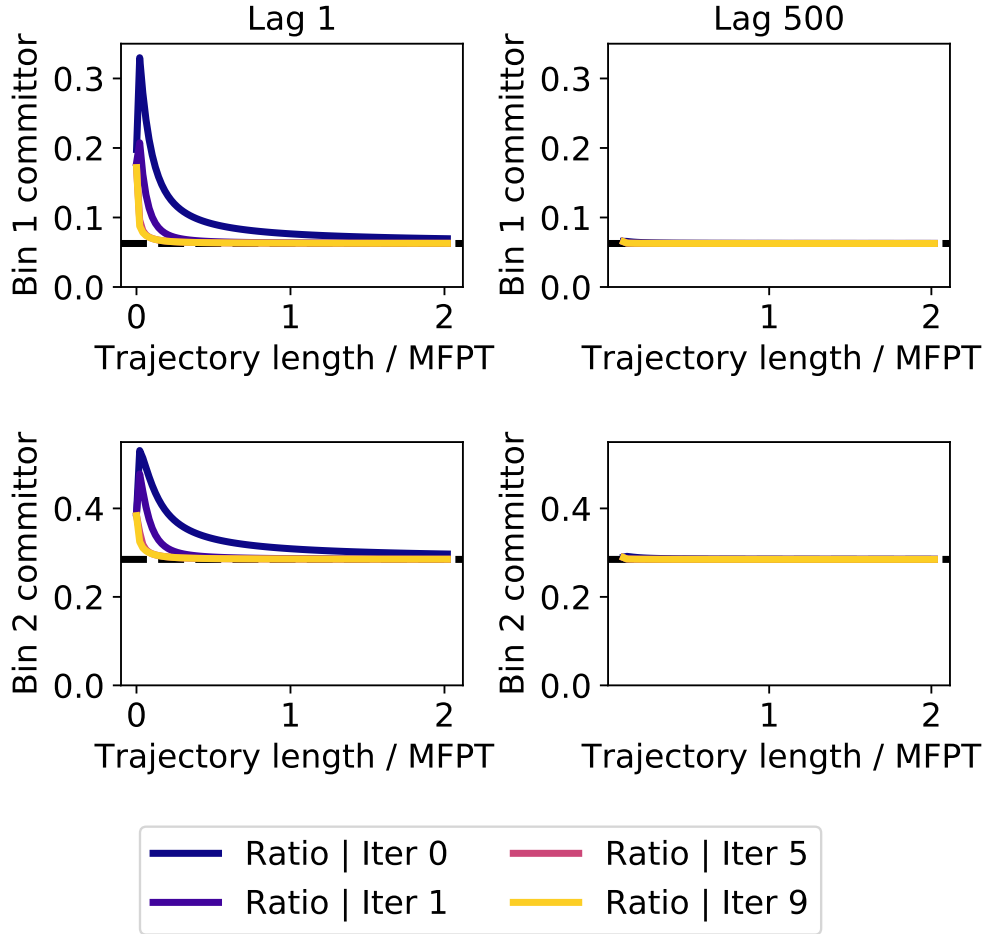 Lag 1
Lag 500
Bin 1 committor
0.3
0.2
0.1
0.0
0 1 2
Trajectory length / MFPT
Bin 1 committor
0.3
0.2
0.1
0.0
1 2
Trajectory length / MFPT
Bin 2 committor
0.4
0.2
0.0
0 1 2
Trajectory length / MFPT
Bin 2 committor
0.4
0.2
0.0
1 2
Trajectory length / MFPT
Ratio | Iter 0
Ratio | Iter 1
Ratio | Iter 5
Ratio | Iter 9